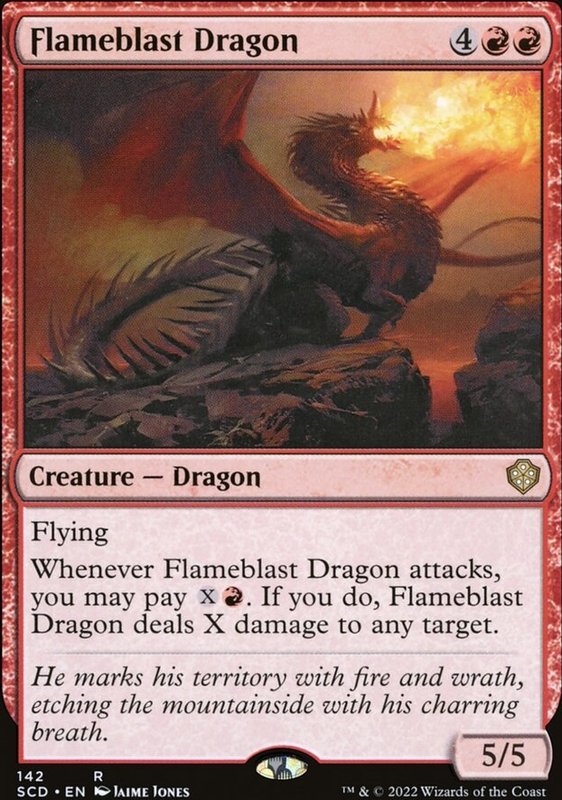 Flameblast Dragon 4
Creature — Dragon
Flying
Whenever Flameblast Dragon attacks,
you may pay X. If you do, Flameblast
Dragon deals X damage to any target.
He marks his territory with fire and wrath,
etching the mountainside with his charring
breath.
5/5
142 R
SCD • EN Jaime Jones ™ & © 2022 Wizards of the Coast